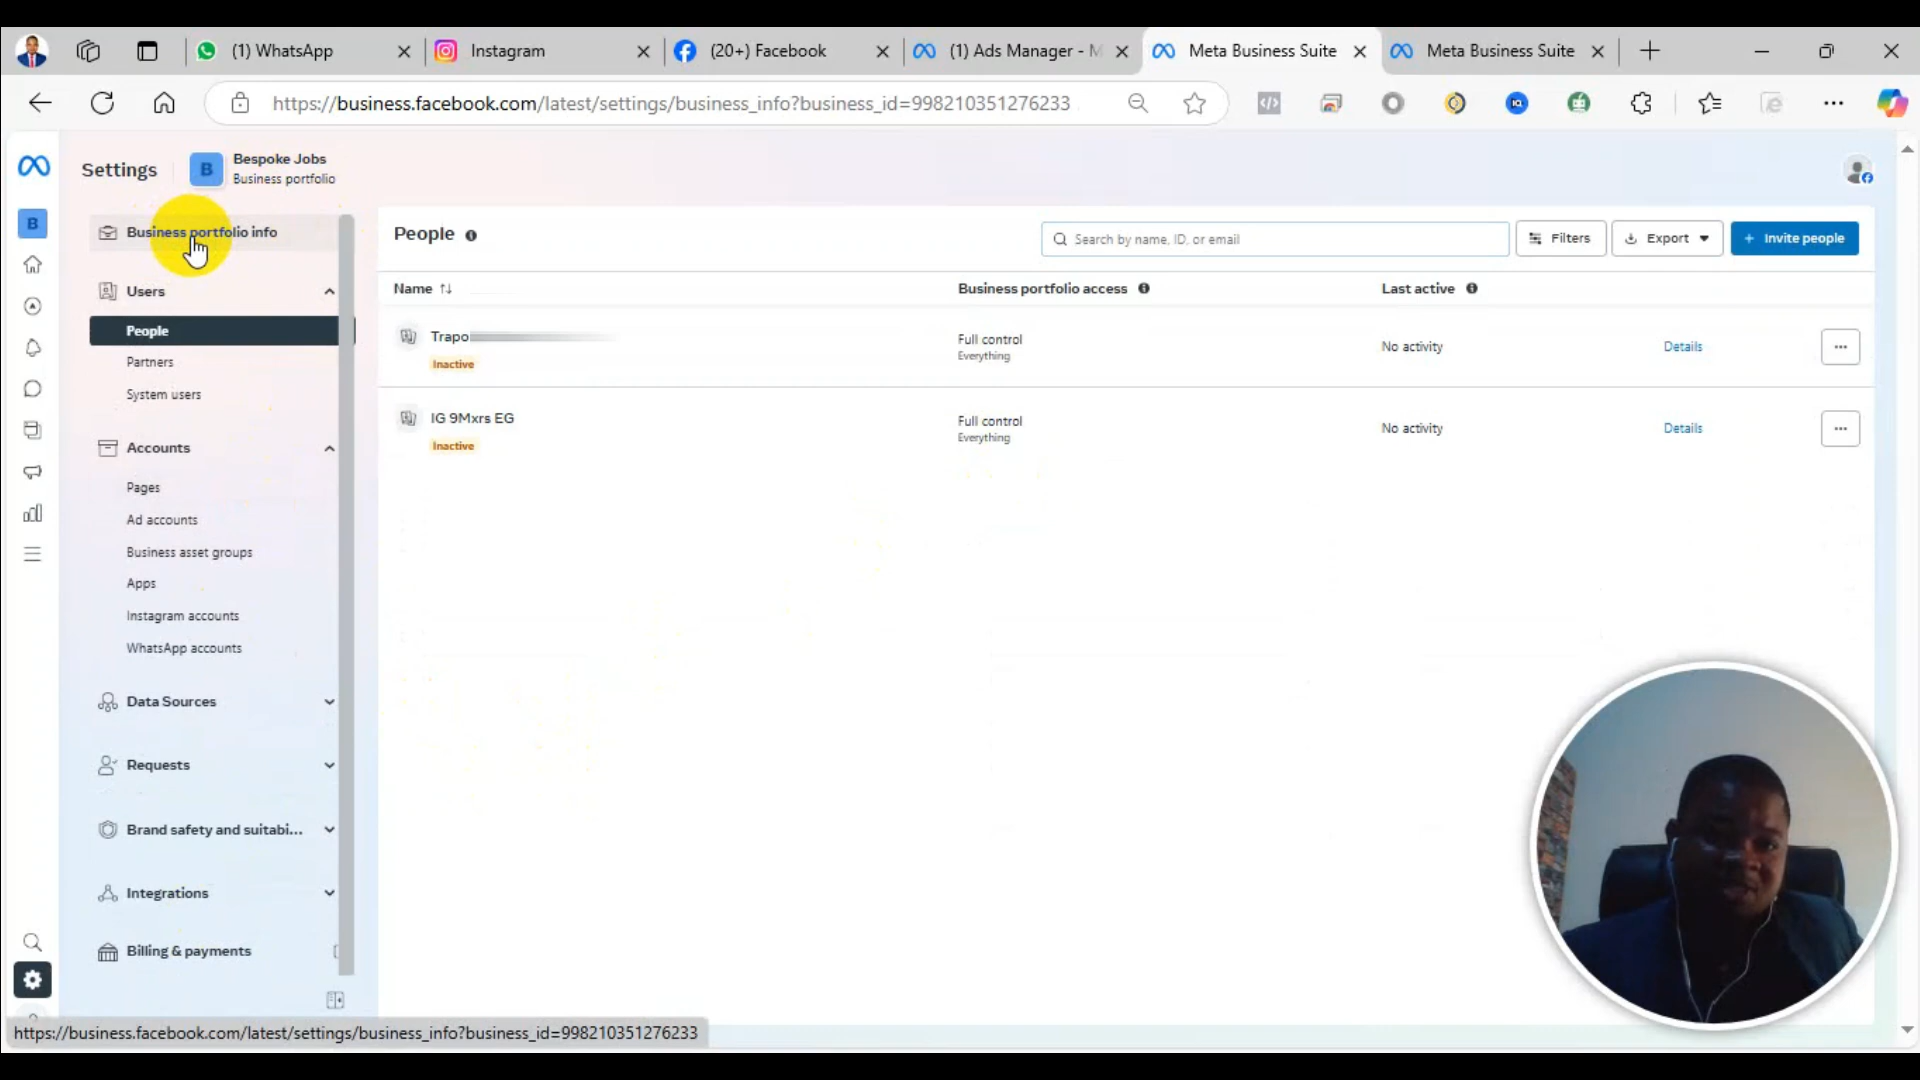 (1) WhatsApp
Instagram
(20+) Facebook
(1) Ads Manager - M
Meta Business Suite
Meta Business Suite
https://business.facebook.com/latest/settings/business_info?business_id=998210351276233
Settings
B
Bespoke Jobs
Business portfolio
B
Business portfolio info
Users
People
Partners
System users
Accounts
Pages
Ad accounts
Business asset groups
Apps
Instagram accounts
WhatsApp accounts
Data Sources
Requests
Brand safety and suitabi...
Integrations
Billing & payments
People
Search by name, ID, or email
Filters
Export
+ Invite people
Name
Business portfolio access
Last active
Trapo
Inactive
Full control
Everything
No activity
Details
...
IG 9Mxrs EG
Inactive
Full control
Everything
No activity
Details
...
https://business.facebook.com/latest/settings/business_info?business_id=998210351276233